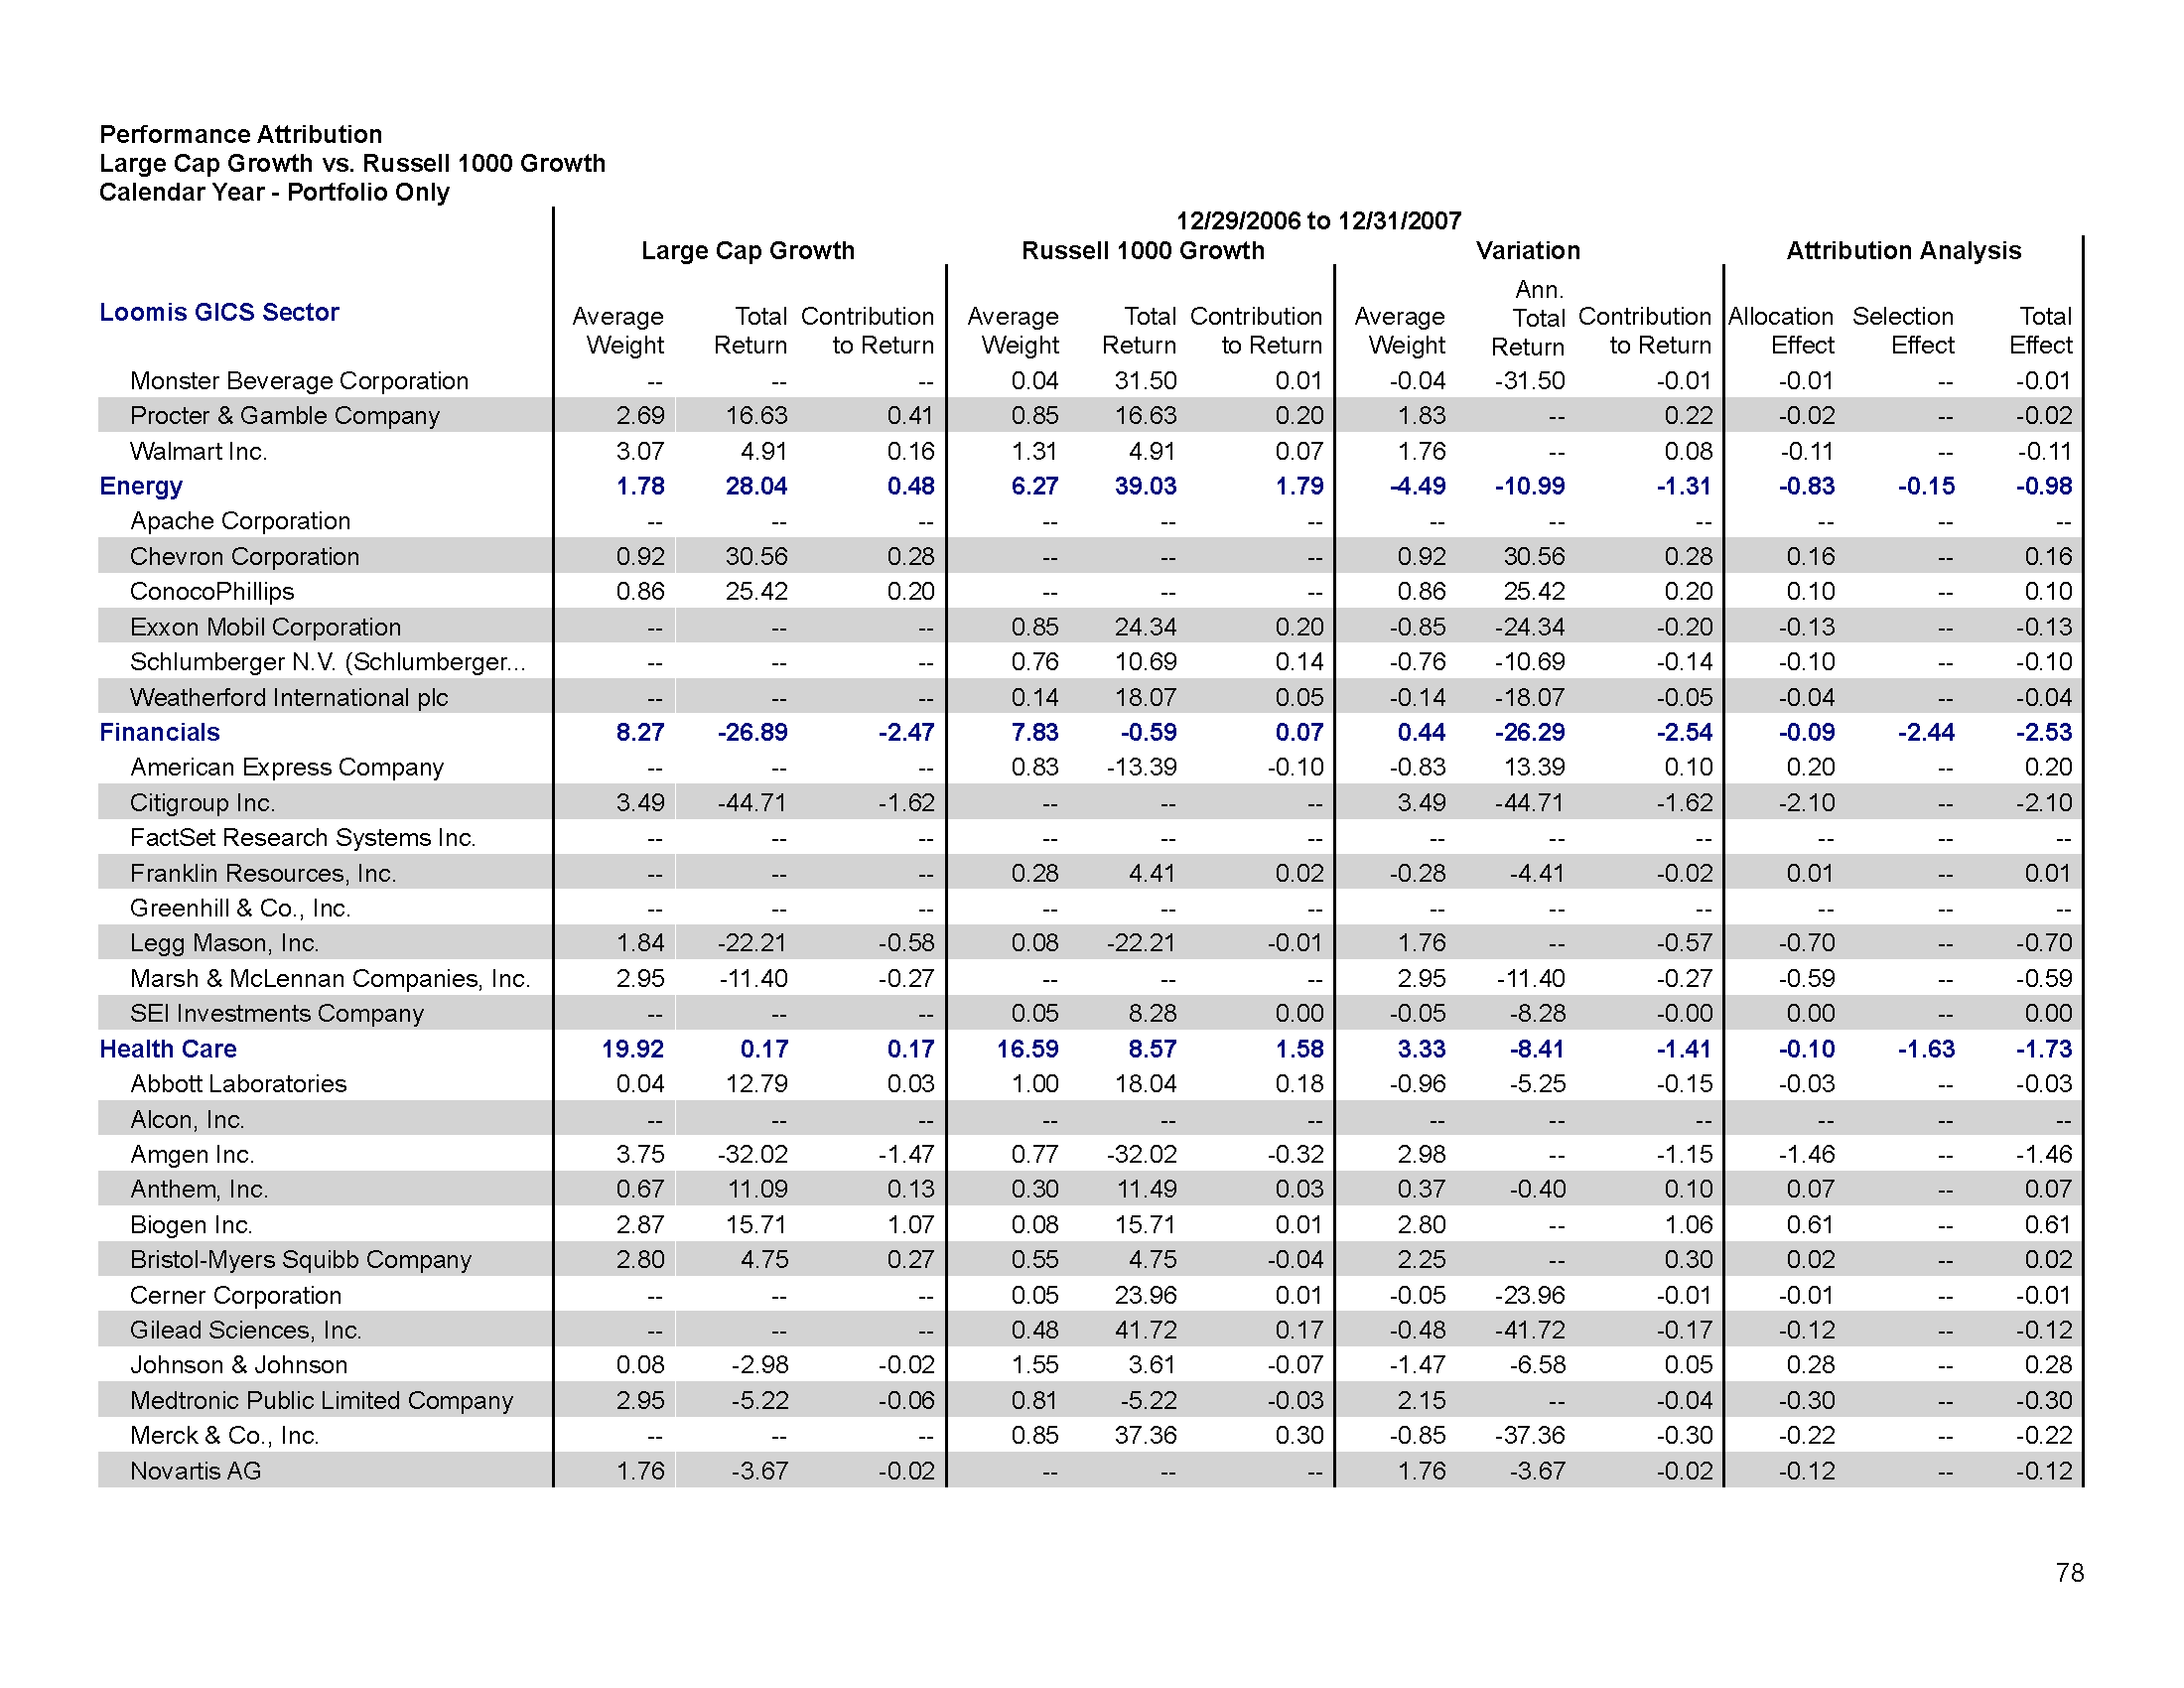 Performance Attribution
Large Cap Growth vs. Russell 1000 Growth
Calendar Year - Portfolio Only
12/29/2006 to 12/31/2007
Large Cap Growth Russell 1000 Growth Variation Attribution Analysis
Loomis GICS Sector Average Weight Total Return Contribution to Return Average Weight Total Return Contribution to Return Average Weight Ann. Total Return Contribution to Return Allocation Effect Selection Effect Total Effect
Monster Beverage Corporation -- -- -- 0.04 31.50 0.01 -0.04 -31.50 -0.01 -0.01 -- -0.01
Procter & Gamble Company 2.69 16.63 0.41 0.85 16.63 0.20 1.83 -- 0.22 -0.02 -- -0.02
Walmart Inc. 3.07 4.91 0.16 1.31 4.91 0.07 1.76 -- 0.08 -0.11 -- -0.11
Energy 1.78 28.04 0.48 6.27 39.03 1.79 -4.49 -10.99 -1.31 -0.83 -0.15 -0.98
Apache Corporation -- -- -- -- -- -- -- -- -- -- -- --
Chevron Corporation 0.92 30.56 0.28 -- -- -- 0.92 30.56 0.28 0.16 -- 0.16
ConocoPhillips 0.86 25.42 0.20 -- -- -- 0.86 25.42 0.20 0.10 -- 0.10
Exxon Mobil Corporation -- -- -- 0.85 24.34 0.20 -0.85 -24.34 -0.20 -0.13 -- -0.13
Schlumberger N.V. (Schlumberger... -- -- -- 0.76 10.69 0.14 -0.76 -10.69 -0.14 -0.10 -- -0.10
Weatherford International plc -- -- -- 0.14 18.07 0.05 -0.14 -18.07 -0.05 -0.04 -- -0.04
Financials 8.27 -26.89 -2.47 7.83 -0.59 0.07 0.44 -26.29 -2.54 -0.09 -2.44 -2.53
American Express Company -- -- -- 0.83 -13.39 -0.10 -0.83 13.39 0.10 0.20 -- 0.20
Citigroup Inc. 3.49 -44.71 -1.62 -- -- -- 3.49 -44.71 -1.62 -2.10 -- -2.10
FactSet Research Systems Inc. -- -- -- -- -- -- -- -- -- -- -- --
Franklin Resources, Inc. -- -- -- 0.28 4.41 0.02 -0.28 -4.41 -0.02 0.01 -- 0.01
Greenhill & Co., Inc. -- -- -- -- -- -- -- -- -- -- -- --
Legg Mason, Inc. 1.84 -22.21 -0.58 0.08 -22.21 -0.01 1.76 -- -0.57 -0.70 -- -0.70
Marsh & McLennan Companies, Inc. 2.95 -11.40 -0.27 -- -- -- 2.95 -11.40 -0.27 -0.59 -- -0.59
SEI Investments Company -- -- -- 0.05 8.28 0.00 -0.05 -8.28 -0.00 0.00 -- 0.00
Health Care 19.92 0.17 0.17 16.59 8.57 1.58 3.33 -8.41 -1.41 -0.10 -1.63 -1.73
Abbott Laboratories 0.04 12.79 0.03 1.00 18.04 0.18 -0.96 -5.25 -0.15 -0.03 -- -0.03
Alcon, Inc. -- -- -- -- -- -- -- -- -- -- -- --
Amgen Inc. 3.75 -32.02 -1.47 0.77 -32.02 -0.32 2.98 -- -1.15 -1.46 -- -1.46
Anthem, Inc. 0.67 11.09 0.13 0.30 11.49 0.03 0.37 -0.40 0.10 0.07 -- 0.07
Biogen Inc. 2.87 15.71 1.07 0.08 15.71 0.01 2.80 -- 1.06 0.61 -- 0.61
Bristol-Myers Squibb Company 2.80 4.75 0.27 0.55 4.75 -0.04 2.25 -- 0.30 0.02 -- 0.02
Cerner Corporation -- -- -- 0.05 23.96 0.01 -0.05 -23.96 -0.01 -0.01 -- -0.01
Gilead Sciences, Inc. -- -- -- 0.48 41.72 0.17 -0.48 -41.72 -0.17 -0.12 -- -0.12
Johnson & Johnson 0.08 -2.98 -0.02 1.55 3.61 -0.07 -1.47 -6.58 0.05 0.28 -- 0.28
Medtronic Public Limited Company 2.95 -5.22 -0.06 0.81 -5.22 -0.03 2.15 -- -0.04 -0.30 -- -0.30
Merck & Co., Inc. -- -- -- 0.85 37.36 0.30 -0.85 -37.36 -0.30 -0.22 -- -0.22
Novartis AG 1.76 -3.67 -0.02 -- -- -- 1.76 -3.67 -0.02 -0.12 -- -0.12
78